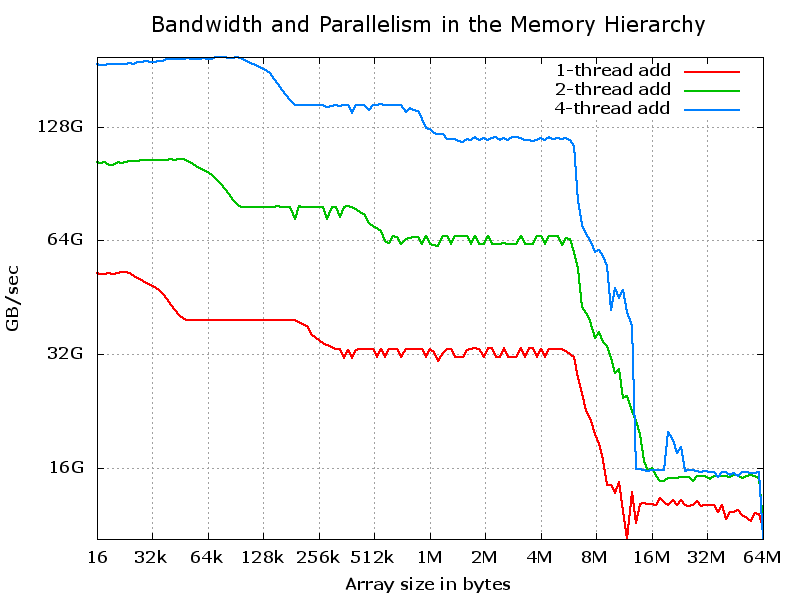 Bandwidth and Parallelism in the Memory Hierarchy
1-thread add
2-thread add
4-thread add
128G
64G
32G
16G
GB/sec
16 32k 64k 128k 256k 512k 1M 2M 4M 8M 16M 32M 64M
Array size in bytes